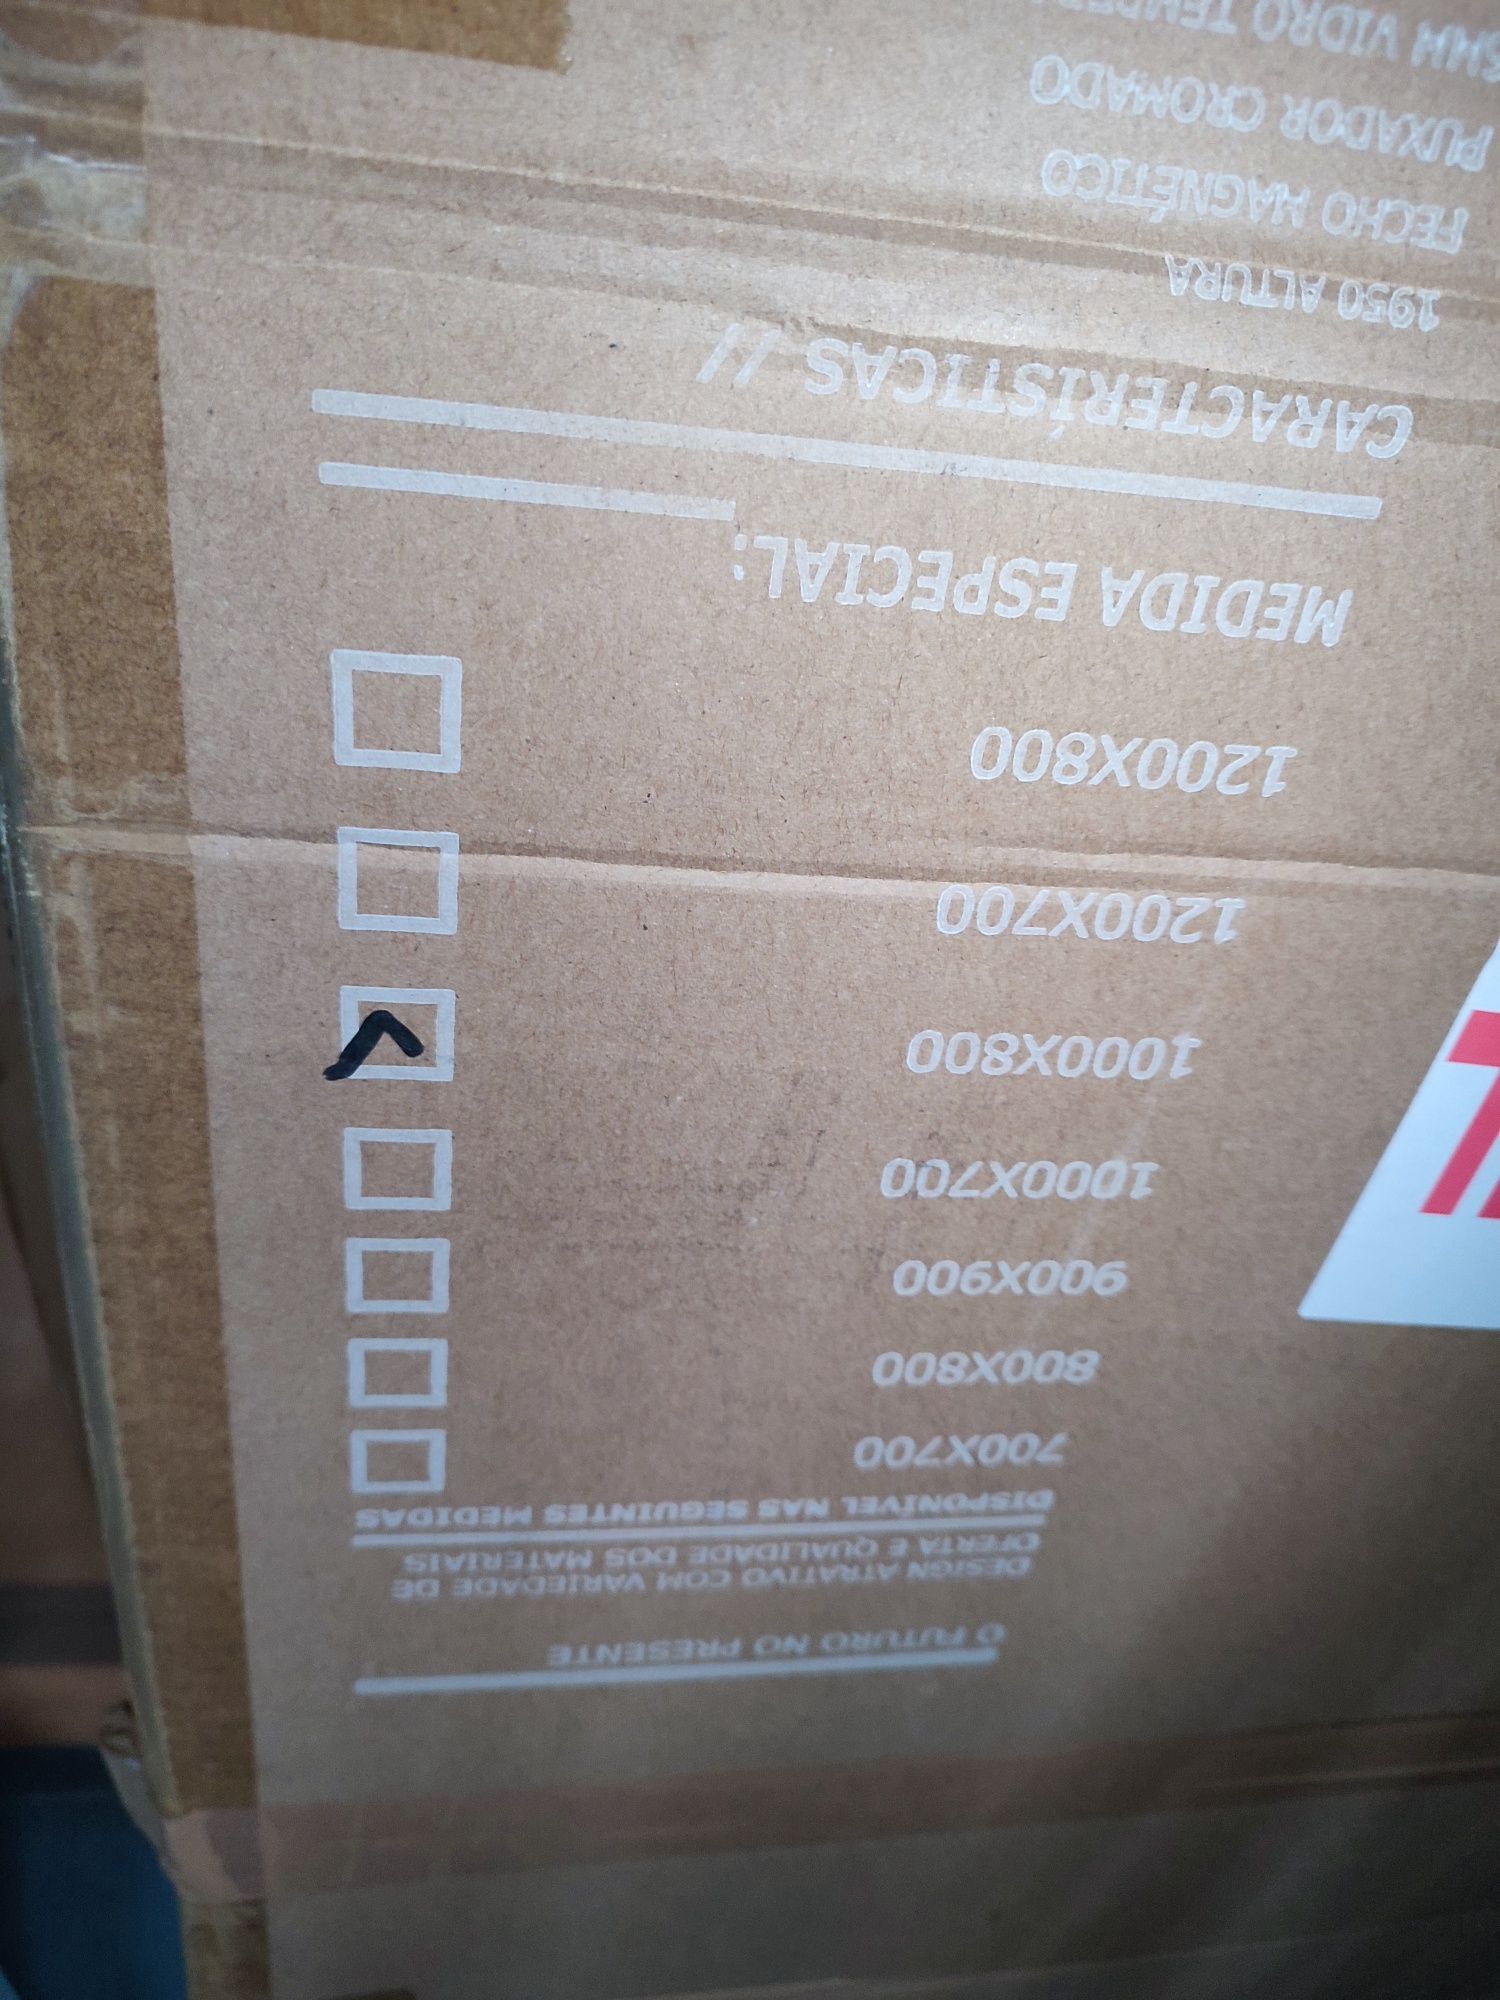 O FUTURO NO PRESENTE
DESIGN ATRATIVO COM VARIEDADE DE
OFERTA E QUALIDADE DOS MATERIAIS
DISPONÍVEL NAS SEGUINTES MEDIDAS
700X700
800X800
900X900
1000X700
1000X800
1200X700
1200X800
MEDIDA ESPECIAL:
CARACTERÍSTICAS //
1950 ALTURA
FECHO MAGNÉTICO
PUXADOR CROMADO
VIDRO